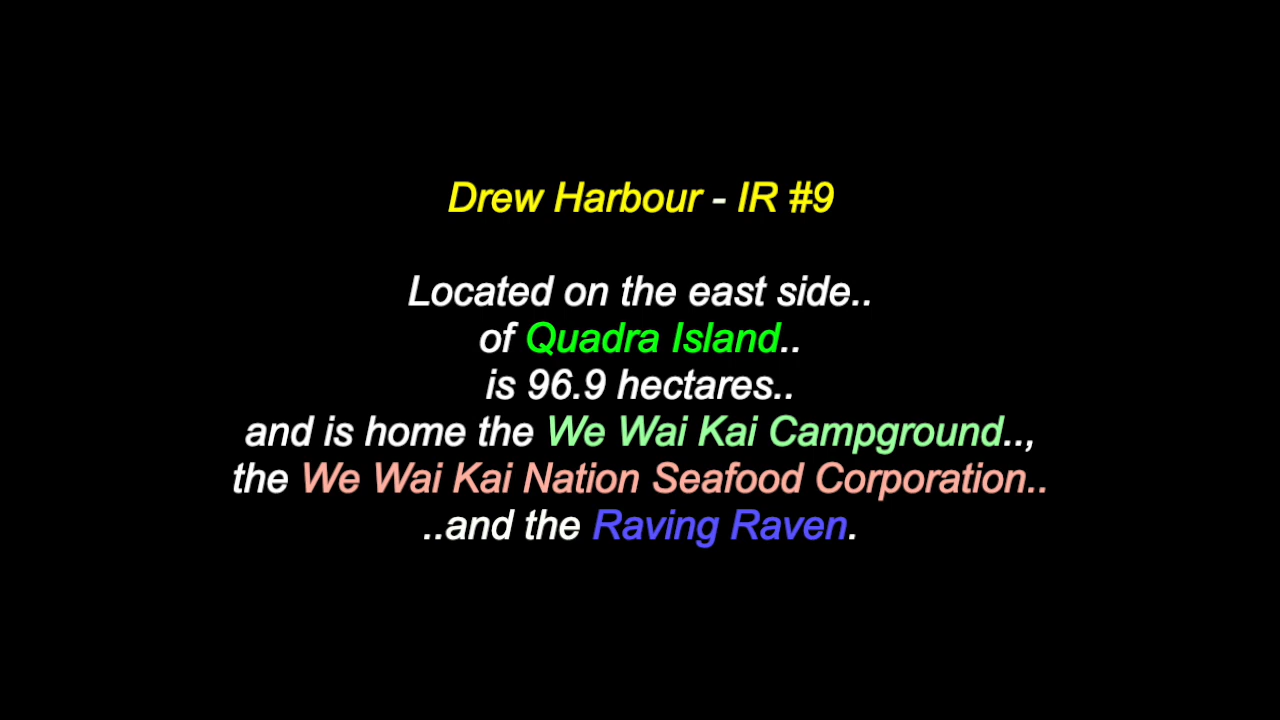 Drew Harbour - IR #9
Located on the east side..
of Quadra Island..
is 96.9 hectares..
and is home the We Wai Kai Campground..,
the We Wai Kai Nation Seafood Corporation..
..and the Raving Raven.